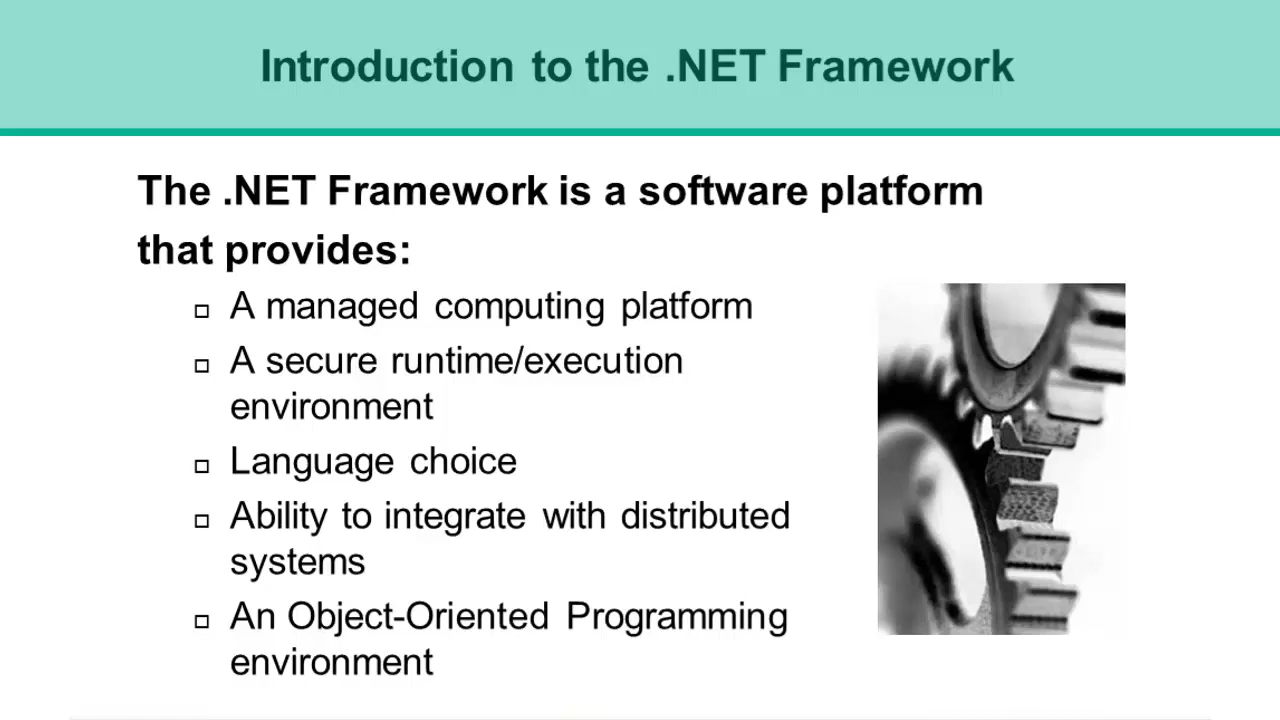 Introduction to the .NET Framework
The .NET Framework is a software platform
that provides:
A managed computing platform
A secure runtime/execution
environment
Language choice
Ability to integrate with distributed
systems
An Object-Oriented Programming
environment